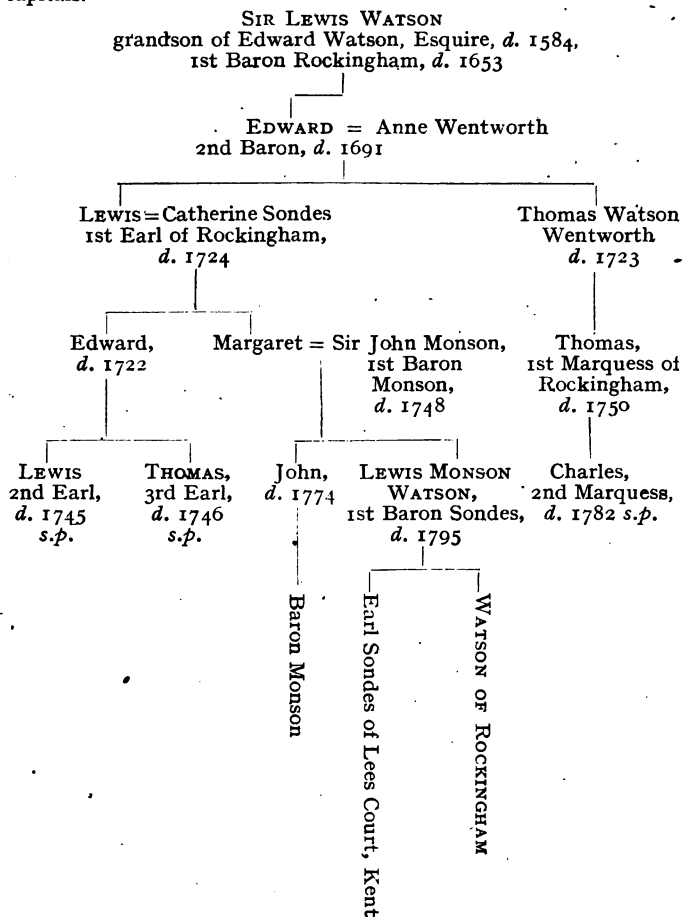 SIR LEWIS WATSON
grandson of Edward Watson, Esquire, d. 1584,
1st Baron Rockingham, d. 1653
EDWARD = Anne Wentworth
2nd Baron, d. 1691
LEWIS = Catherine Sondes
1st Earl of Rockingham,
d. 1724
Thomas Watson
Wentworth
d. 1723
Edward,
d. 1722
Margaret = Sir John Monson,
1st Baron
Monson,
d. 1748
Thomas,
1st Marquess of
Rockingham,
d. 1750
LEWIS
2nd Earl,
d. 1745
s.p.
THOMAS,
3rd Earl,
d. 1746
s.p.
John,
d. 1774
LEWIS MONSON
WATSON,
1st Baron Sondes,
d. 1795
Charles,
2nd Marquess,
d. 1782 s.p.
Baron Monson
Earl Sondes of Lees Court, Kent
WATSON OF ROCKINGHAM